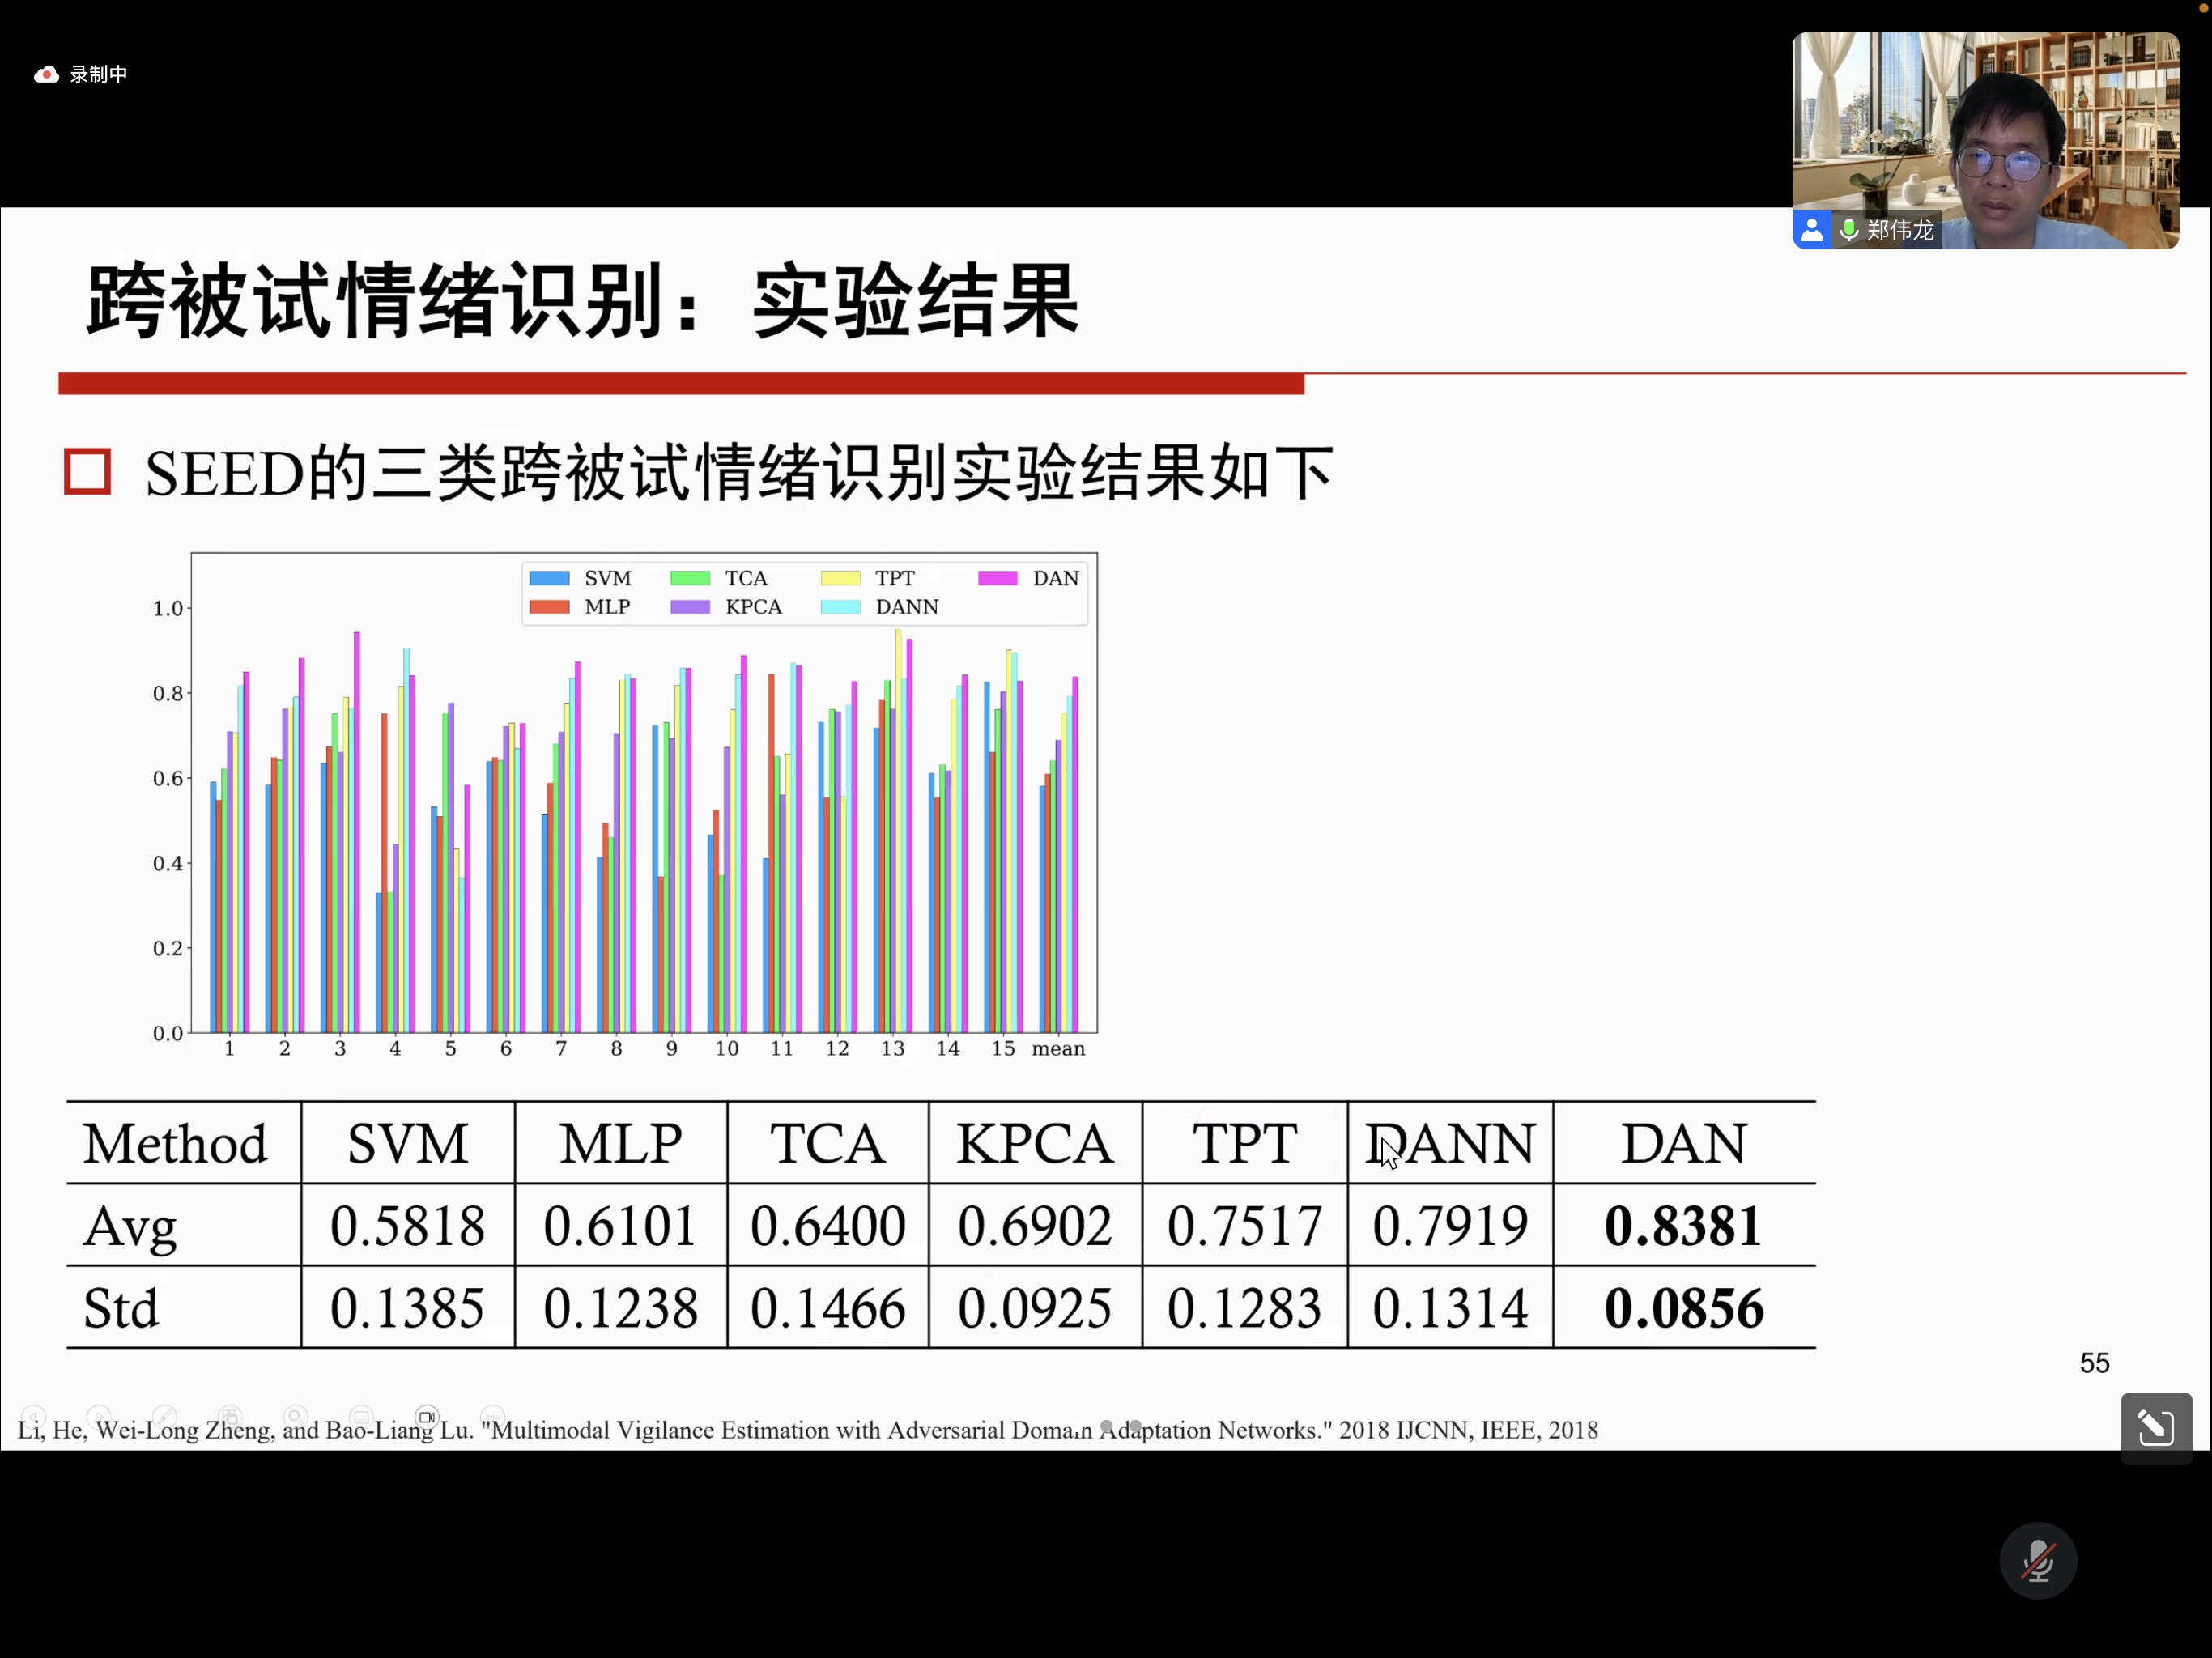 录制中
郑伟龙
跨被试情绪识别：实验结果
SEED的三类跨被试情绪识别实验结果如下
SVM TCA TPT DAN
MLP KPCA DANN
1.0
0.8
0.6
0.4
0.2
0.0
1 2 3 4 5 6 7 8 9 10 11 12 13 14 15 mean
Method SVM MLP TCA KPCA TPT DANN DAN
Avg 0.5818 0.6101 0.6400 0.6902 0.7517 0.7919 0.8381
Std 0.1385 0.1238 0.1466 0.0925 0.1283 0.1314 0.0856
55
Li, He, Wei-Long Zheng, and Bao-Liang Lu. "Multimodal Vigilance Estimation with Adversarial Domain Adaptation Networks." 2018 IJCNN, IEEE, 2018